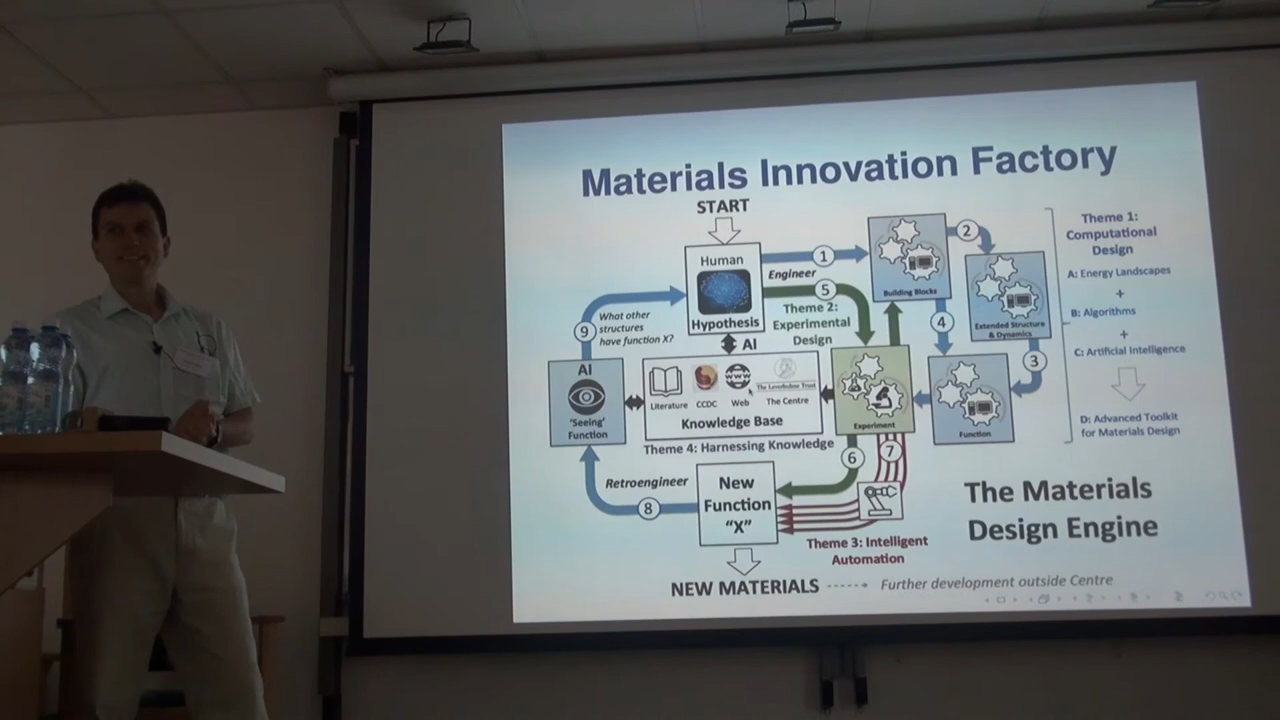 Materials Innovation Factory
START
Human
Hypothesis
1
Engineer
5
Theme 2:
Experimental
Design
Building Blocks
2
Extended Structure
& Dynamics
3
4
Function
Theme 1:
Computational
Design
A: Energy Landscapes
+
B: Algorithms
+
C: Artificial Intelligence
D: Advanced Toolkit
for Materials Design
9
What other
structures
have function X?
AI
AI
'Seeing'
Function
Literature
CCDC
www
Web
The Leverhulme Trust
The Centre
Knowledge Base
Theme 4: Harnessing Knowledge
Experiment
6
7
Retroengineer
8
New
Function
"X"
Theme 3: Intelligent
Automation
The Materials
Design Engine
NEW MATERIALS
Further development outside Centre